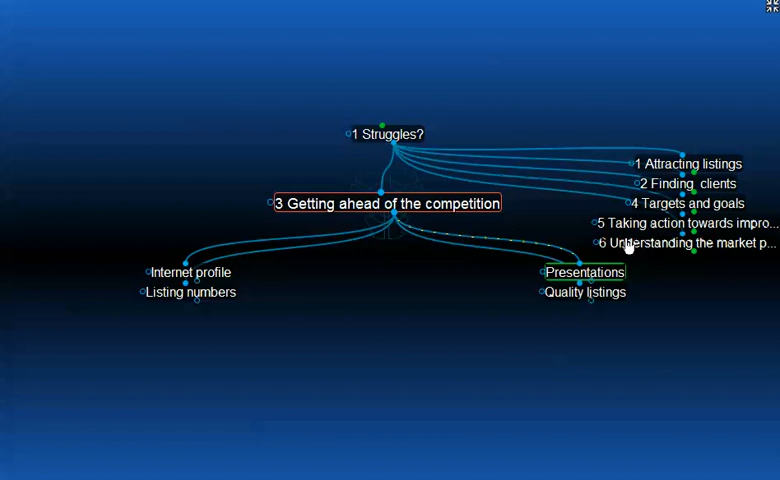 1 Struggles?
1 Attracting listings
2 Finding clients
3 Getting ahead of the competition
4 Targets and goals
5 Taking action towards impro...
6 Understanding the market p...
Internet profile
Presentations
Listing numbers
Quality listings